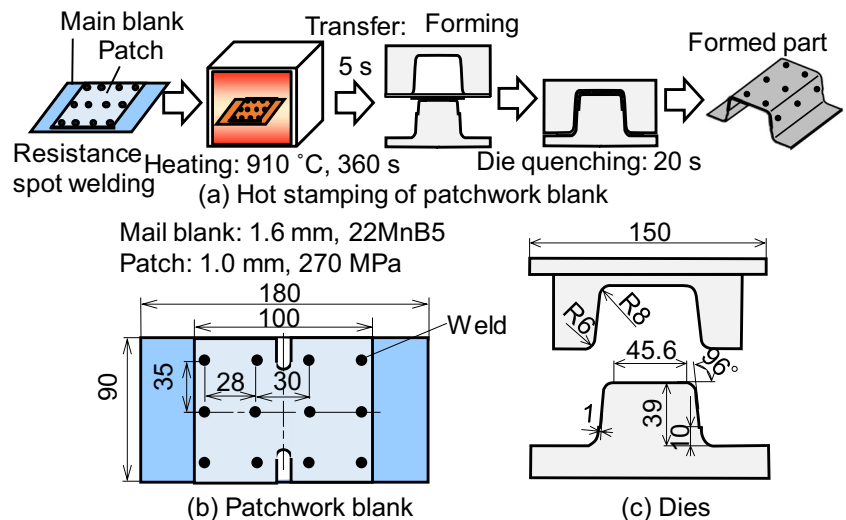 Main blank
Patch
Transfer:
Forming
5 s
Formed part
Resistance
spot welding
Heating: 910 ˚C, 360 s
Die quenching: 20 s
(a) Hot stamping of patchwork blank
Mail blank: 1.6 mm, 22MnB5
Patch: 1.0 mm, 270 MPa
180
100
Weld
90
35
28
30
(b) Patchwork blank
150
R6
R8
45.6
96°
1
39
10
(c) Dies